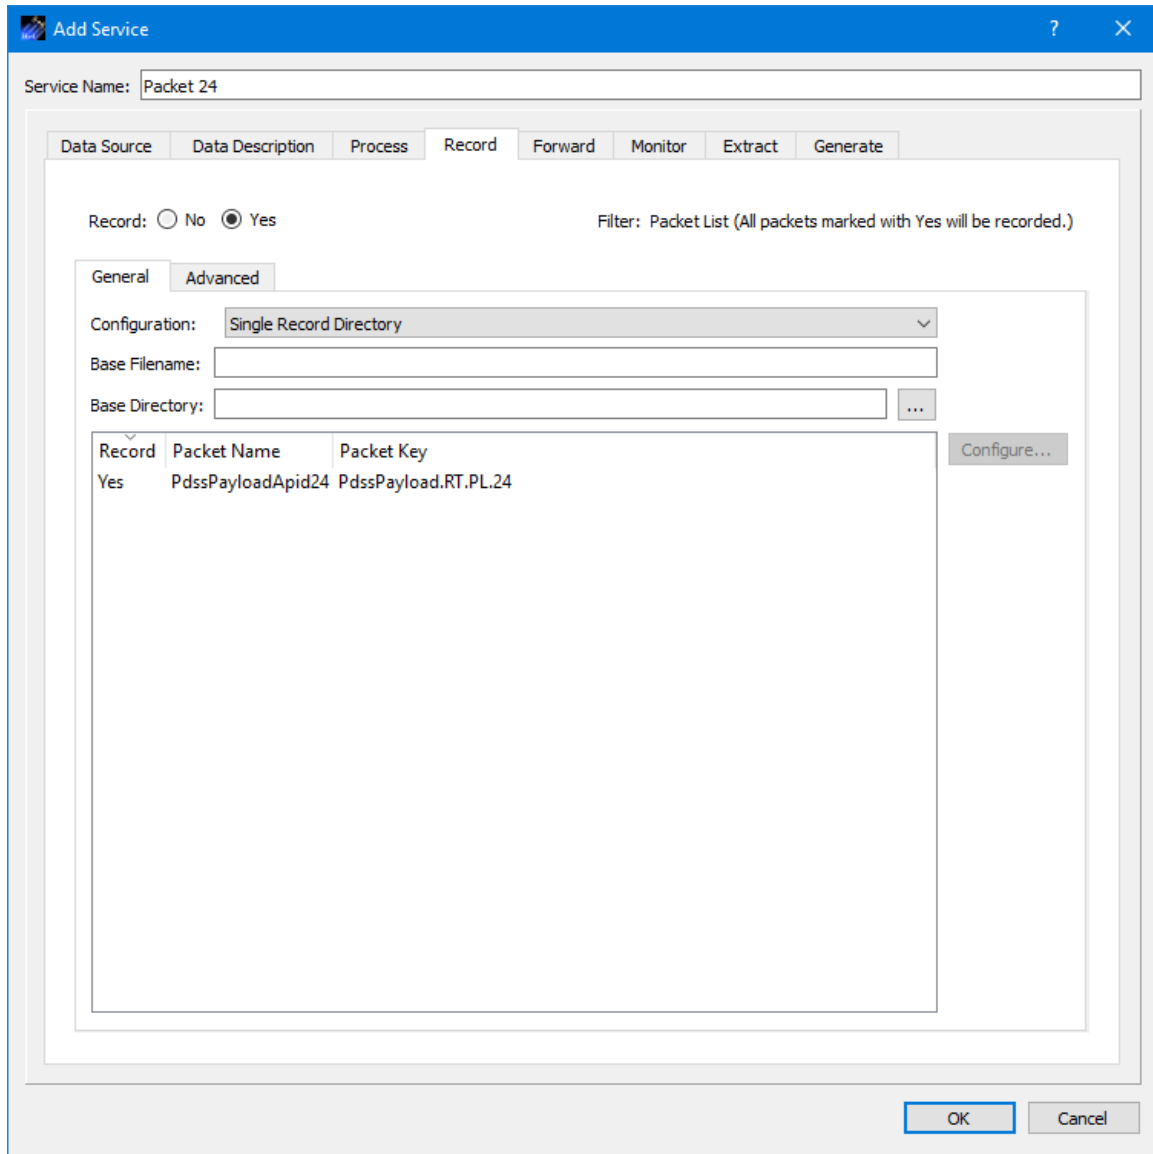 Add Service
?
Service Name: Packet 24
Data Source Data Description Process Record Forward Monitor Extract Generate
Record: No Yes Filter: Packet List (All packets marked with Yes will be recorded.)
General Advanced
Configuration: Single Record Directory
Base Filename:
Base Directory: ...
Record Packet Name Packet Key Configure...
Yes PdssPayloadApid24 PdssPayload.RT.PL.24
OK Cancel